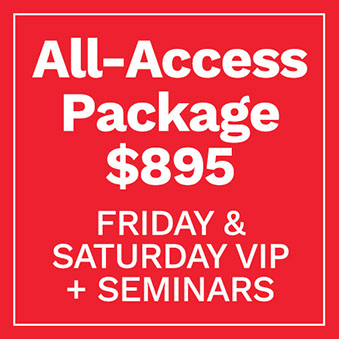 All-Access
Package
$895
FRIDAY &
SATURDAY VIP
+ SEMINARS